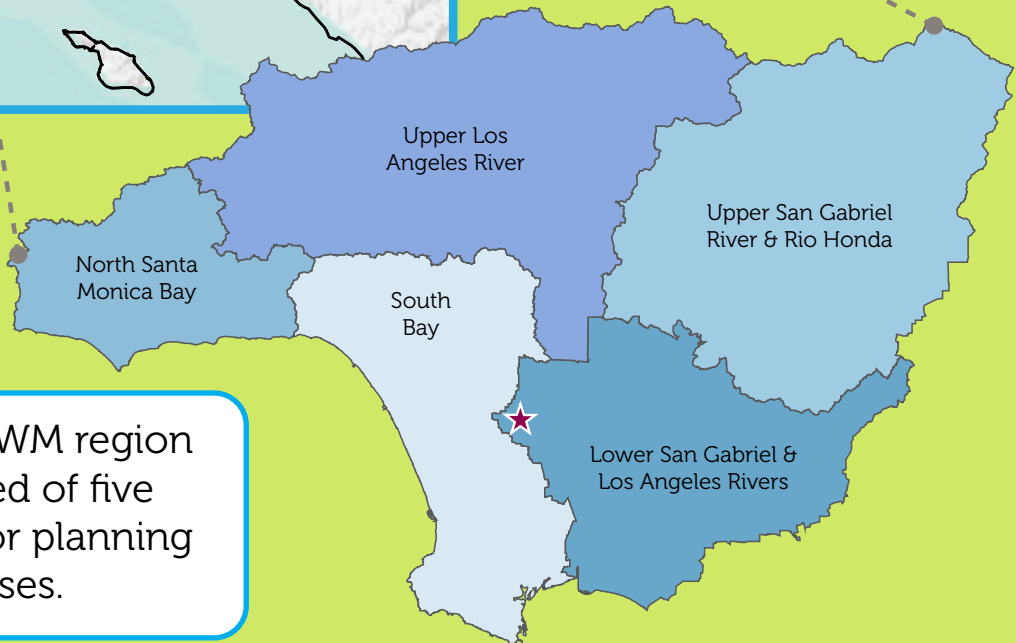 Upper Los
Angeles River
Upper San Gabriel
River & Rio Honda
North Santa
Monica Bay
South
Bay
Lower San Gabriel &
Los Angeles Rivers
WM region
ed of five
or planning
ses.